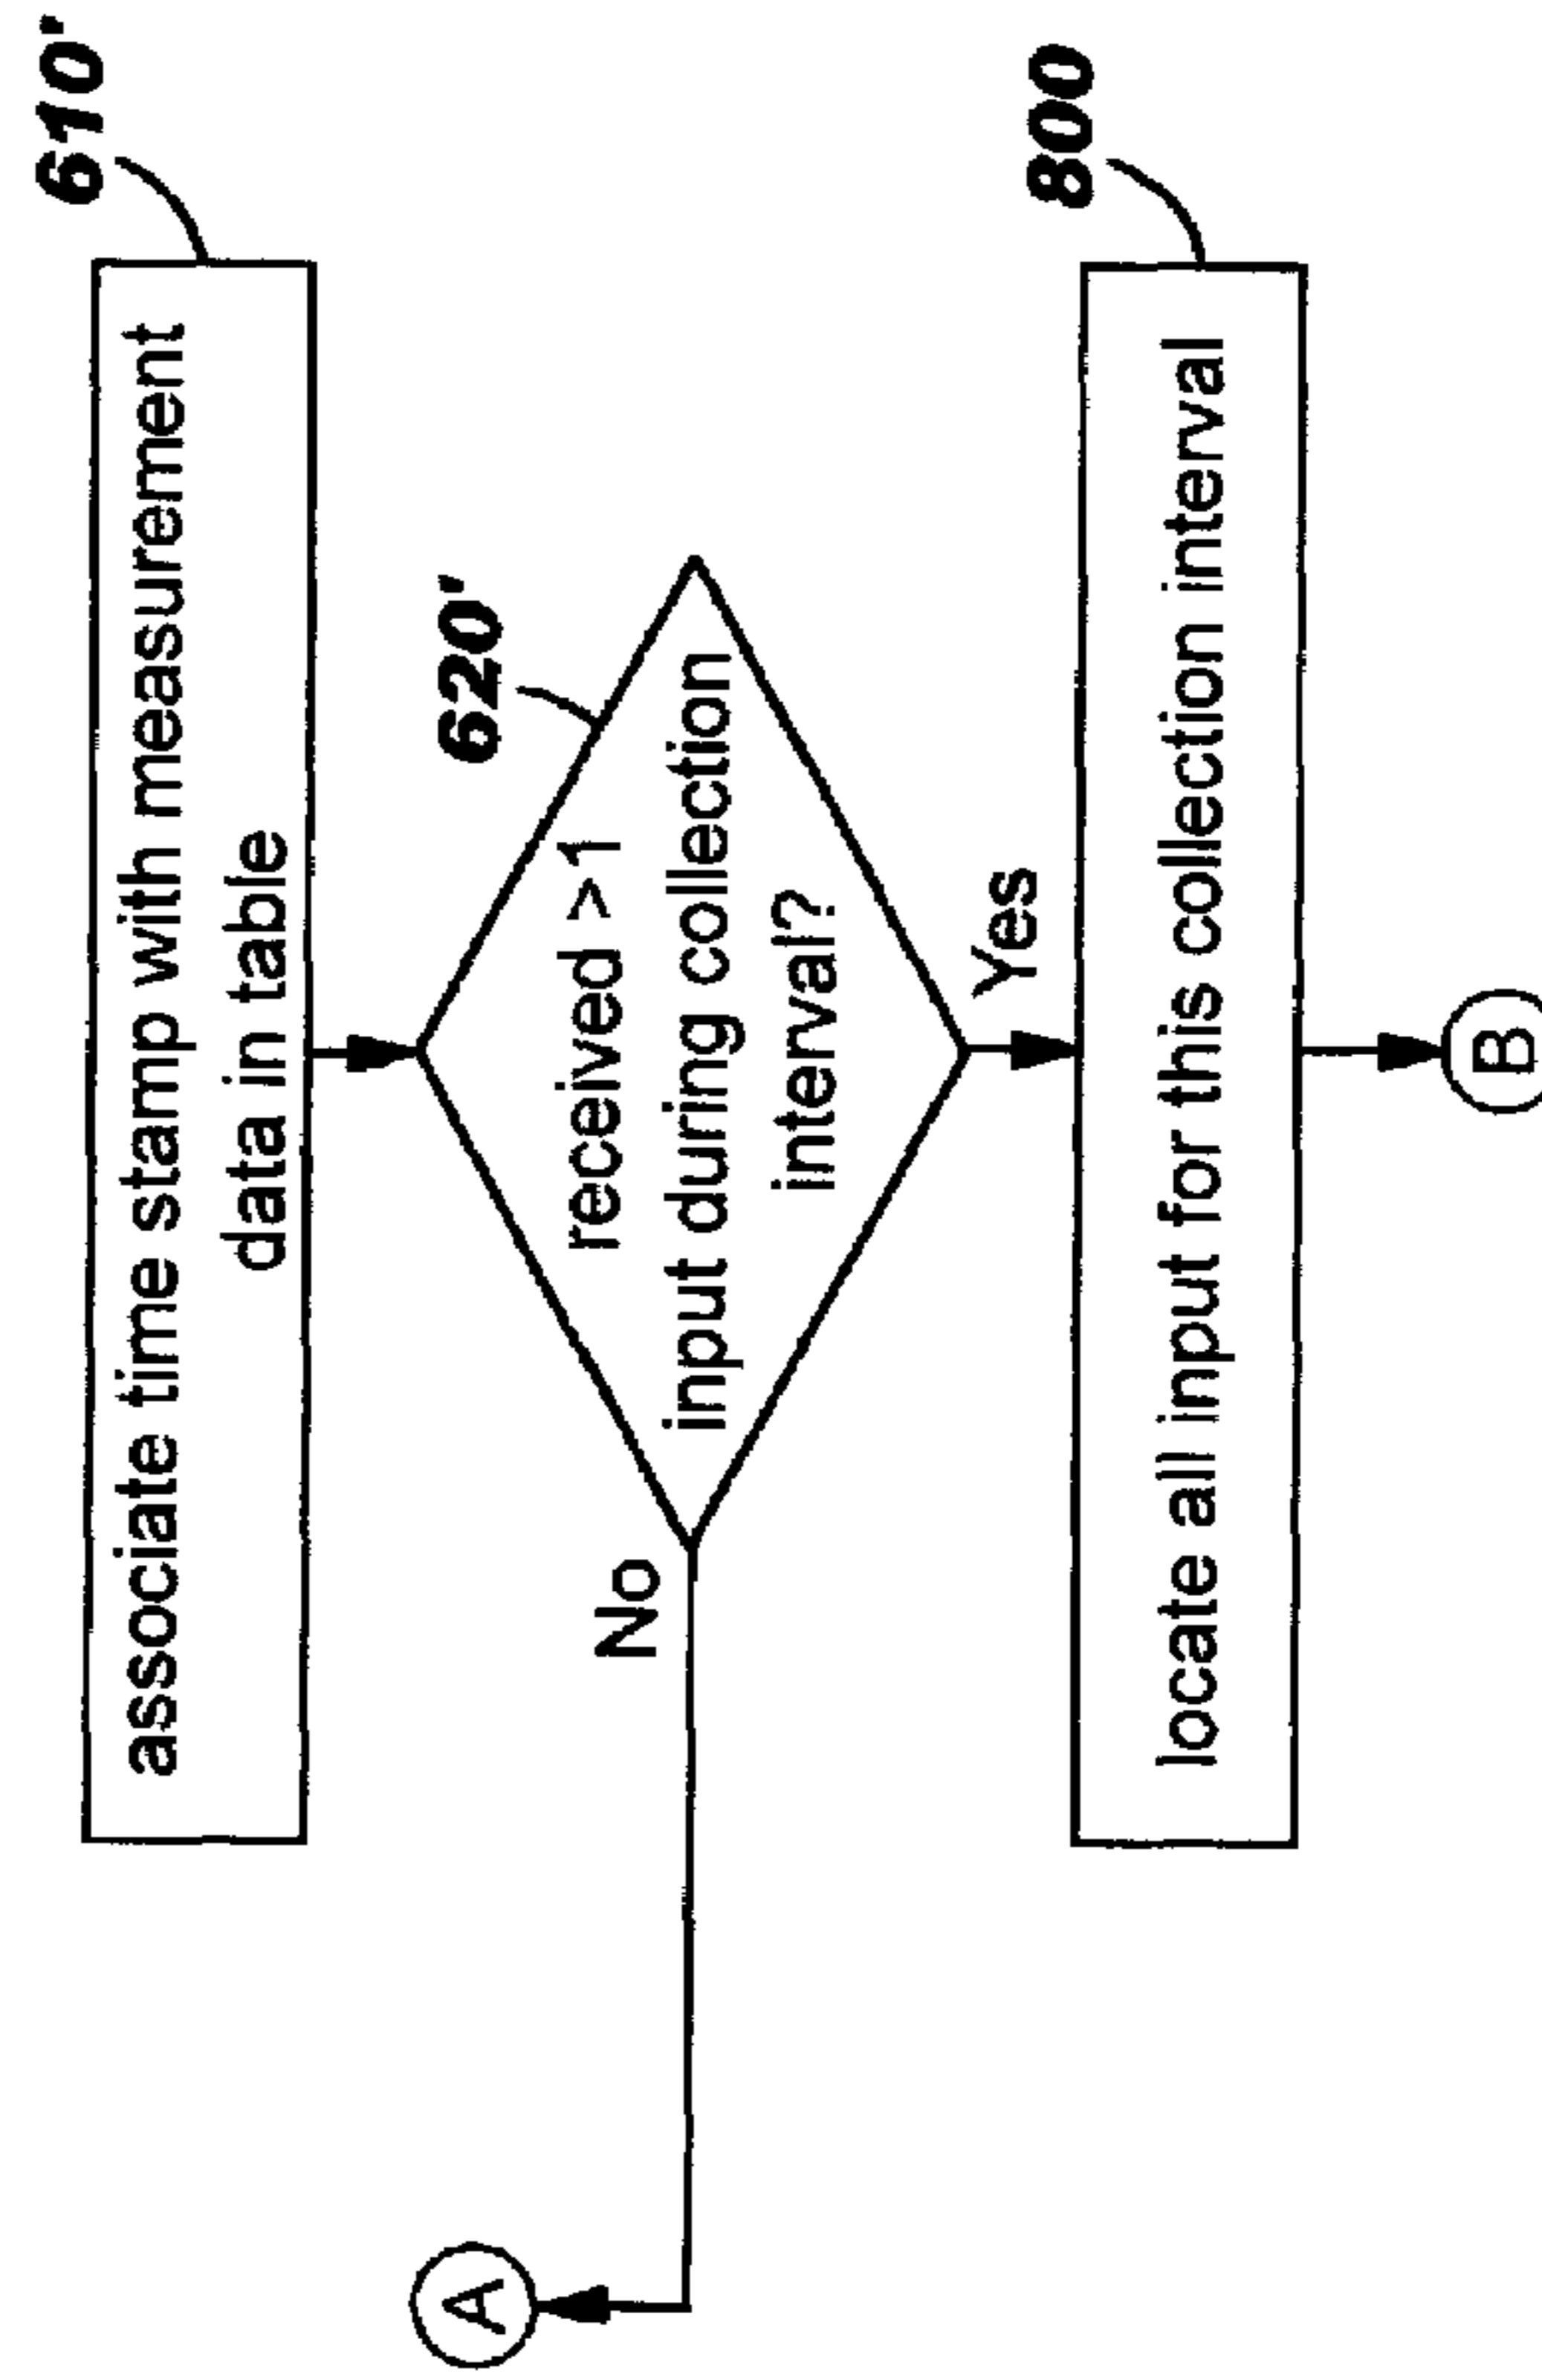 610'
associate time stamp with measurement
data in table
620'
received >1
input during collection
interval?
No
A
Yes
800
locate all input for this collection interval
B